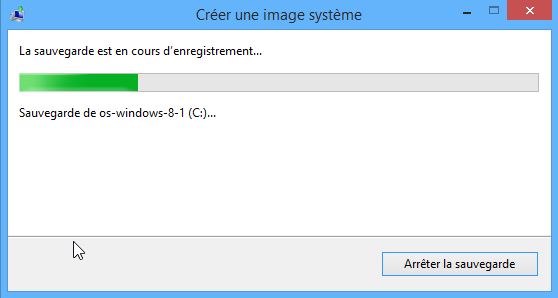 Créer une image système
La sauvegarde est en cours d'enregistrement...
Sauvegarde de os-windows-8-1 (C:)...
Arrêter la sauvegarde